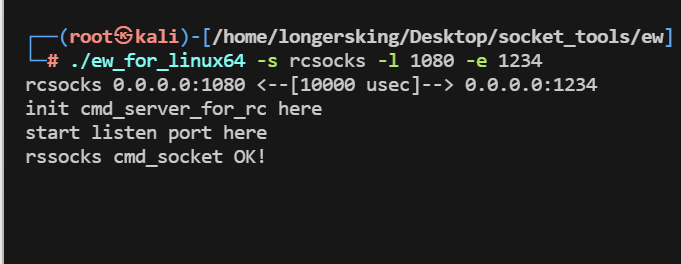 ┌──(root㉿kali)-[/home/longersking/Desktop/socket_tools/ew]
└─# ./ew_for_linux64 -s rcsocks -l 1080 -e 1234
rcsocks 0.0.0.0:1080 <--[10000 usec]--> 0.0.0.0:1234
init cmd_server_for_rc here
start listen port here
rssocks cmd_socket OK!